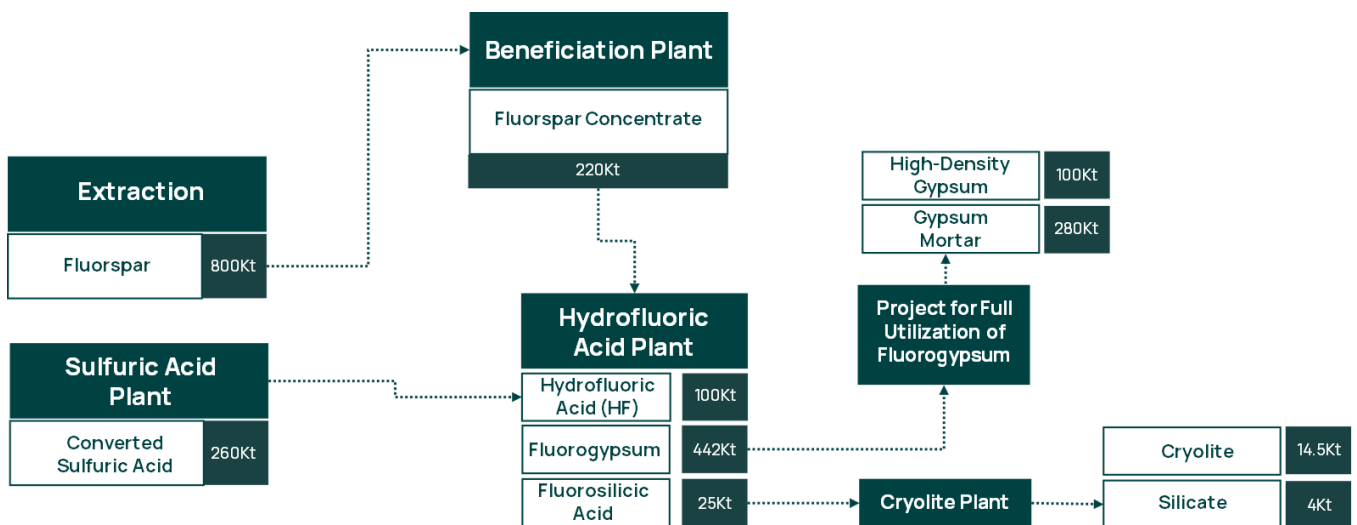 Beneficiation Plant
Fluorspar Concentrate
220Kt
Extraction
Fluorspar
800Kt
Sulfuric Acid
Plant
Converted
Sulfuric Acid
260Kt
Hydrofluoric
Acid Plant
Hydrofluoric
Acid (HF)
100Kt
Fluorogypsum
442Kt
Fluorosilicic
Acid
25Kt
High-Density
Gypsum
100Kt
Gypsum
Mortar
280Kt
Project for Full
Utilization of
Fluorogypsum
Cryolite Plant
Cryolite
14.5Kt
Silicate
4Kt